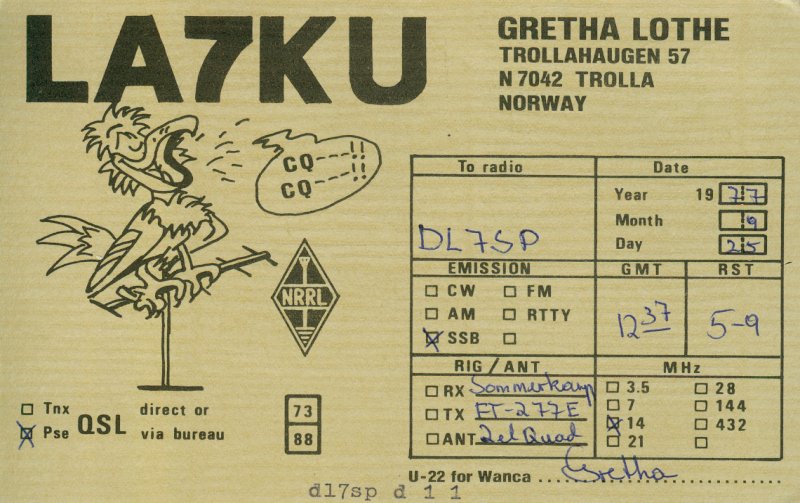 LA7KU
GRETHA LOTHE
TROLLAHAUGEN 57
N 7042 TROLLA
NORWAY
CQ --- !!
CQ --- !!
NRRL
To radio
DL7SP
Date
Year 1977
Month 9
Day 25
EMISSION
CW FM
AM RTTY
SSB
GMT
12 37
RST
5-9
RIG / ANT
RX Sommerkamp
TX FT-277E
ANT 2el Quad
MHz
3.5 28
7 144
14 432
21
Tnx
Pse
QSL
direct or
via bureau
73
88
U-22 for Wanca Gretha
dl7sp d 1 1